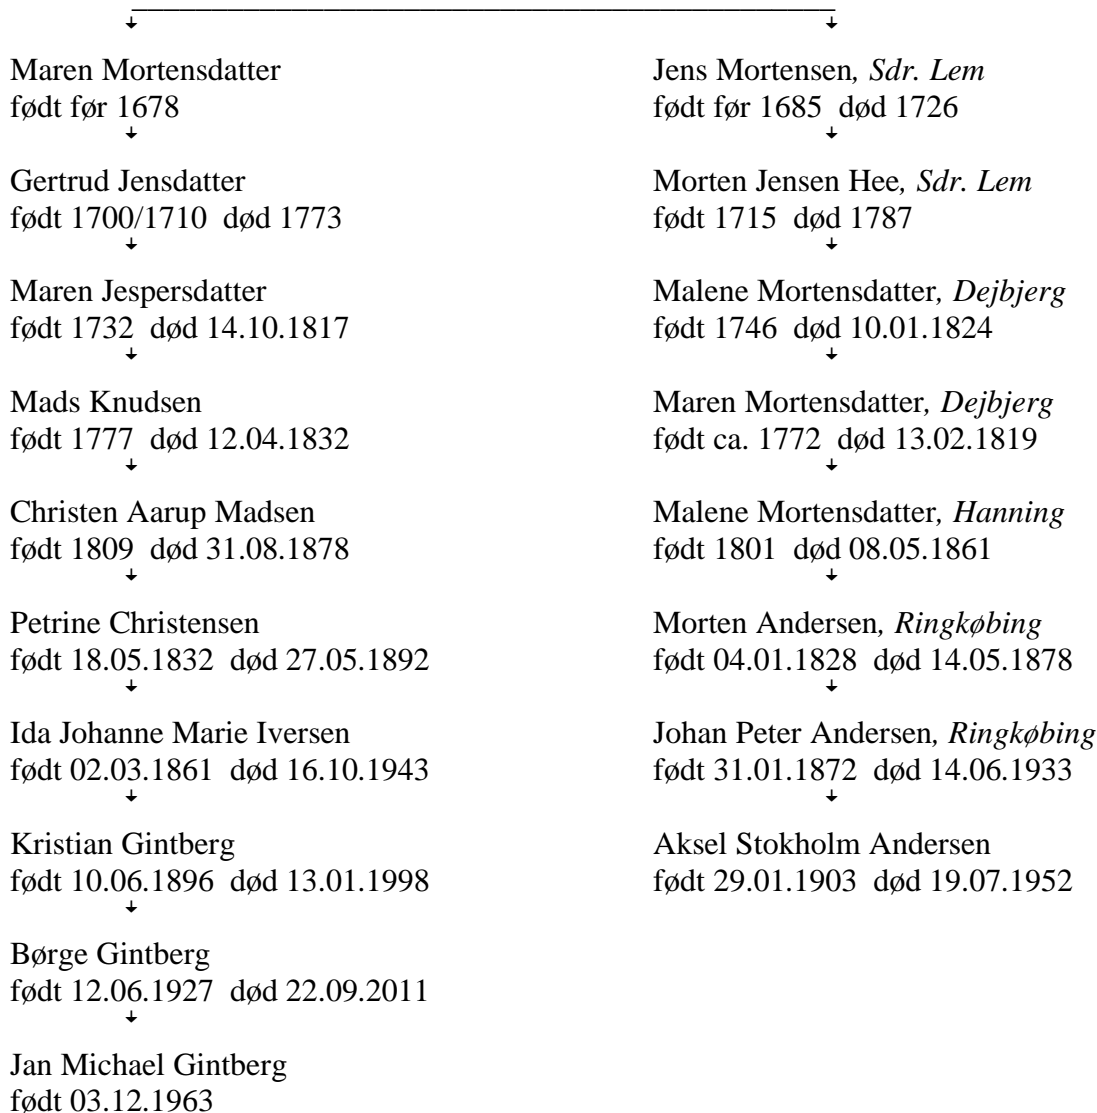 Maren Mortensdatter
født før 1678
Gertrud Jensdatter
født 1700/1710 død 1773
Maren Jespersdatter
født 1732 død 14.10.1817
Mads Knudsen
født 1777 død 12.04.1832
Christen Aarup Madsen
født 1809 død 31.08.1878
Petrine Christensen
født 18.05.1832 død 27.05.1892
Ida Johanne Marie Iversen
født 02.03.1861 død 16.10.1943
Kristian Gintberg
født 10.06.1896 død 13.01.1998
Børge Gintberg
født 12.06.1927 død 22.09.2011
Jan Michael Gintberg
født 03.12.1963
Jens Mortensen, Sdr. Lem
født før 1685 død 1726
Morten Jensen Hee, Sdr. Lem
født 1715 død 1787
Malene Mortensdatter, Dejbjerg
født 1746 død 10.01.1824
Maren Mortensdatter, Dejbjerg
født ca. 1772 død 13.02.1819
Malene Mortensdatter, Hanning
født 1801 død 08.05.1861
Morten Andersen, Ringkøbing
født 04.01.1828 død 14.05.1878
Johan Peter Andersen, Ringkøbing
født 31.01.1872 død 14.06.1933
Aksel Stokholm Andersen
født 29.01.1903 død 19.07.1952